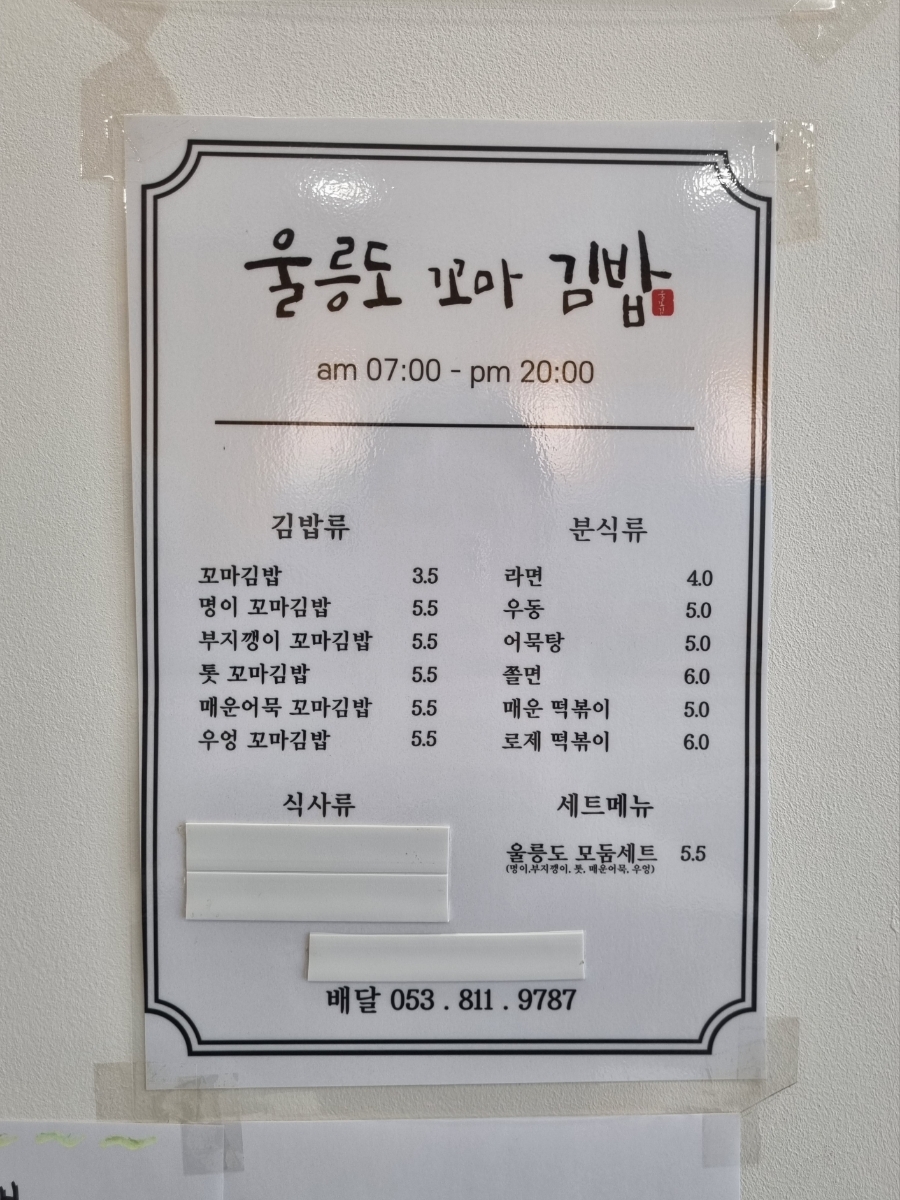 울릉도 꼬마 김밥
am 07:00 - pm 20:00
김밥류
꼬마김밥 3.5
명이 꼬마김밥 5.5
부지깽이 꼬마김밥 5.5
톳 꼬마김밥 5.5
매운어묵 꼬마김밥 5.5
우엉 꼬마김밥 5.5
분식류
라면 4.0
우동 5.0
어묵탕 5.0
쫄면 6.0
매운 떡볶이 5.0
로제 떡볶이 6.0
식사류
세트메뉴
울릉도 모둠세트 5.5
(명이,부지깽이, 톳, 매운어묵, 우엉)
배달 053 . 811 . 9787